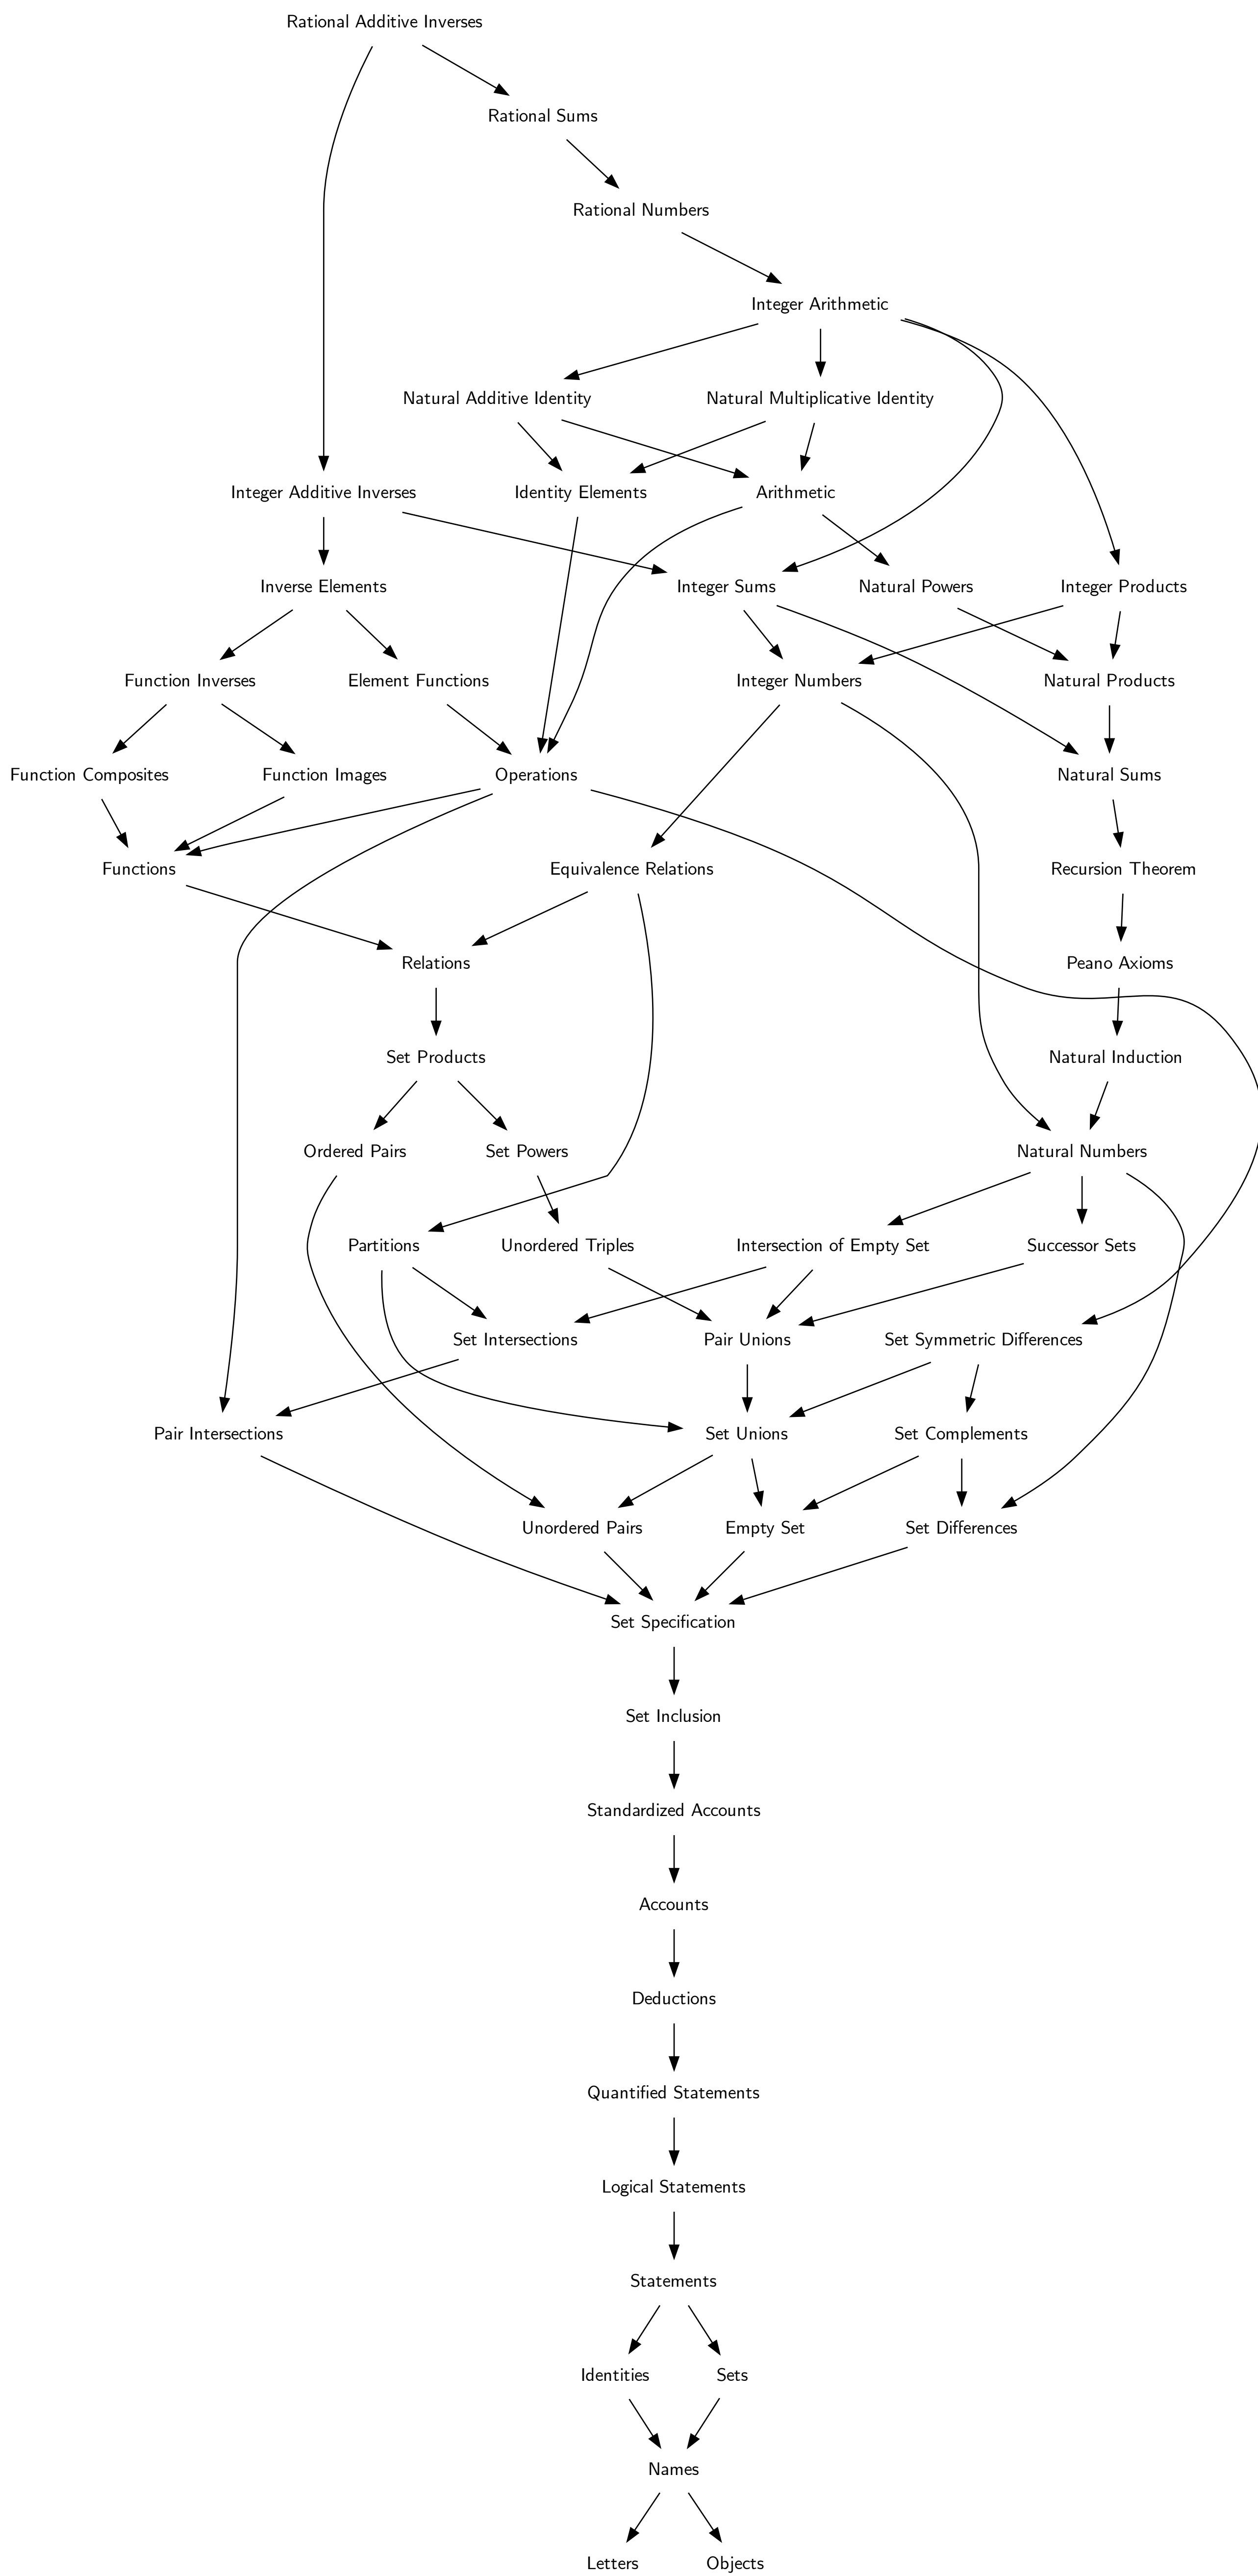 Rational Additive Inverses
Rational Sums
Rational Numbers
Integer Arithmetic
Natural Additive Identity
Natural Multiplicative Identity
Integer Additive Inverses
Identity Elements
Arithmetic
Inverse Elements
Integer Sums
Natural Powers
Integer Products
Function Inverses
Element Functions
Integer Numbers
Natural Products
Function Composites
Function Images
Operations
Natural Sums
Functions
Equivalence Relations
Recursion Theorem
Relations
Peano Axioms
Set Products
Natural Induction
Ordered Pairs
Set Powers
Natural Numbers
Partitions
Unordered Triples
Intersection of Empty Set
Successor Sets
Set Intersections
Pair Unions
Set Symmetric Differences
Pair Intersections
Set Unions
Set Complements
Unordered Pairs
Empty Set
Set Differences
Set Specification
Set Inclusion
Standardized Accounts
Accounts
Deductions
Quantified Statements
Logical Statements
Statements
Identities
Sets
Names
Letters
Objects